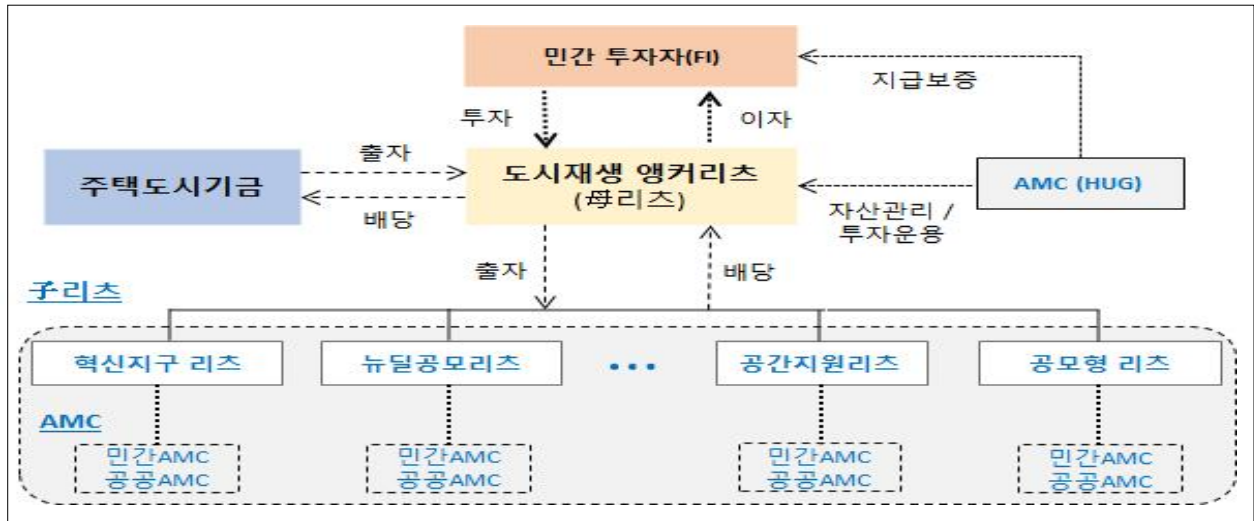 민간 투자자(FI)
지급보증
투자
이자
주택도시기금
출자
배당
도시재생 앵커리츠
(母리츠)
AMC (HUG)
자산관리 /
투자운용
출자
배당
子리츠
혁신지구 리츠
뉴딜공모리츠
•••
공간지원리츠
공모형 리츠
AMC
민간AMC
공공AMC
민간AMC
공공AMC
민간AMC
공공AMC
민간AMC
공공AMC